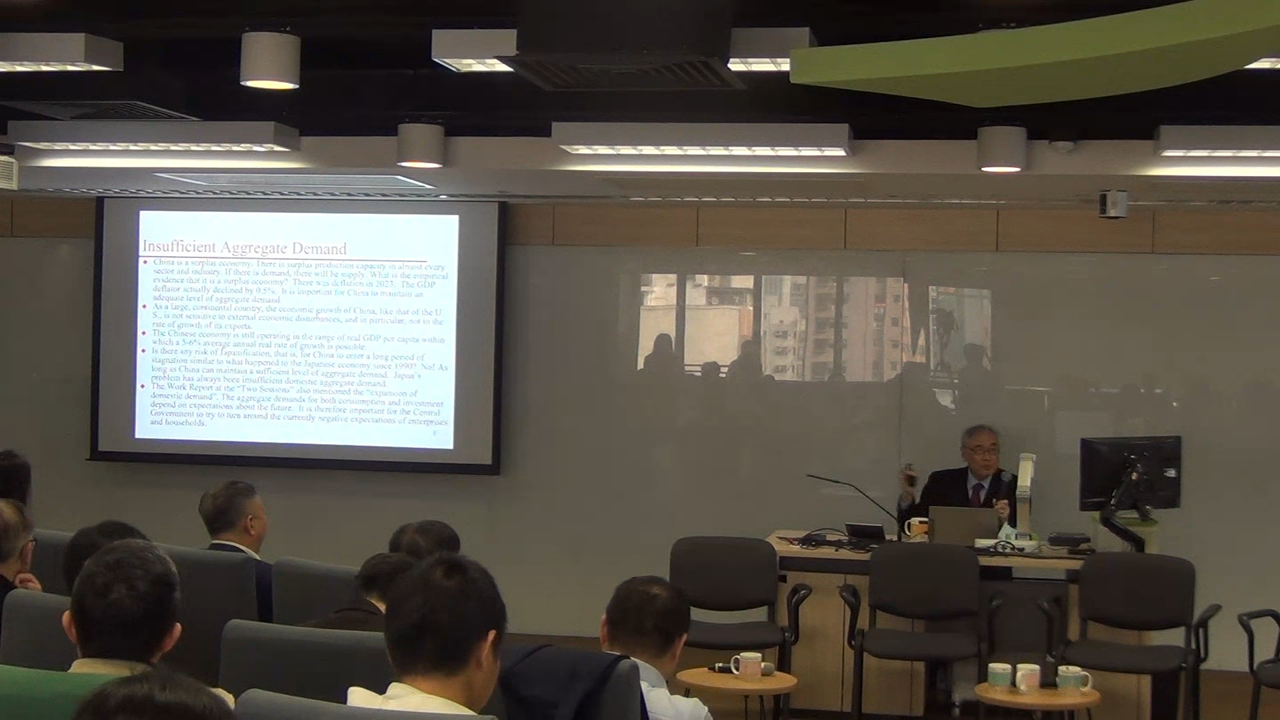 Insufficient Aggregate Demand
China is a surplus economy. There is surplus production capacity in almost every
sector and industry. If there is demand, there will be supply. What is the empirical
evidence that it is a surplus economy? There was deflation in 2023. The GDP
deflator actually declined by 0.5%. It is important for China to maintain an
adequate level of aggregate demand.
As a large, continental country, the economic growth of China, like that of the U.
S., is not sensitive to external economic disturbances, and in particular, not to the
rate of growth of its exports.
The Chinese economy is still operating in the range of real GDP per capita within
which a 5-6% average annual real rate of growth is possible.
Is there any risk of Japanification, that is, for China to enter a long period of
stagnation similar to what happened to the Japanese economy since 1990? No! As
long as China can maintain a sufficient level of aggregate demand. Japan's
problem has always been insufficient domestic aggregate demand.
The Work Report at the "Two Sessions" also mentioned the "expansion of
domestic demand". The aggregate demands for both consumption and investment
depend on expectations about the future. It is therefore important for the Central
Government to try to turn around the currently negative expectations of enterprises
and households.